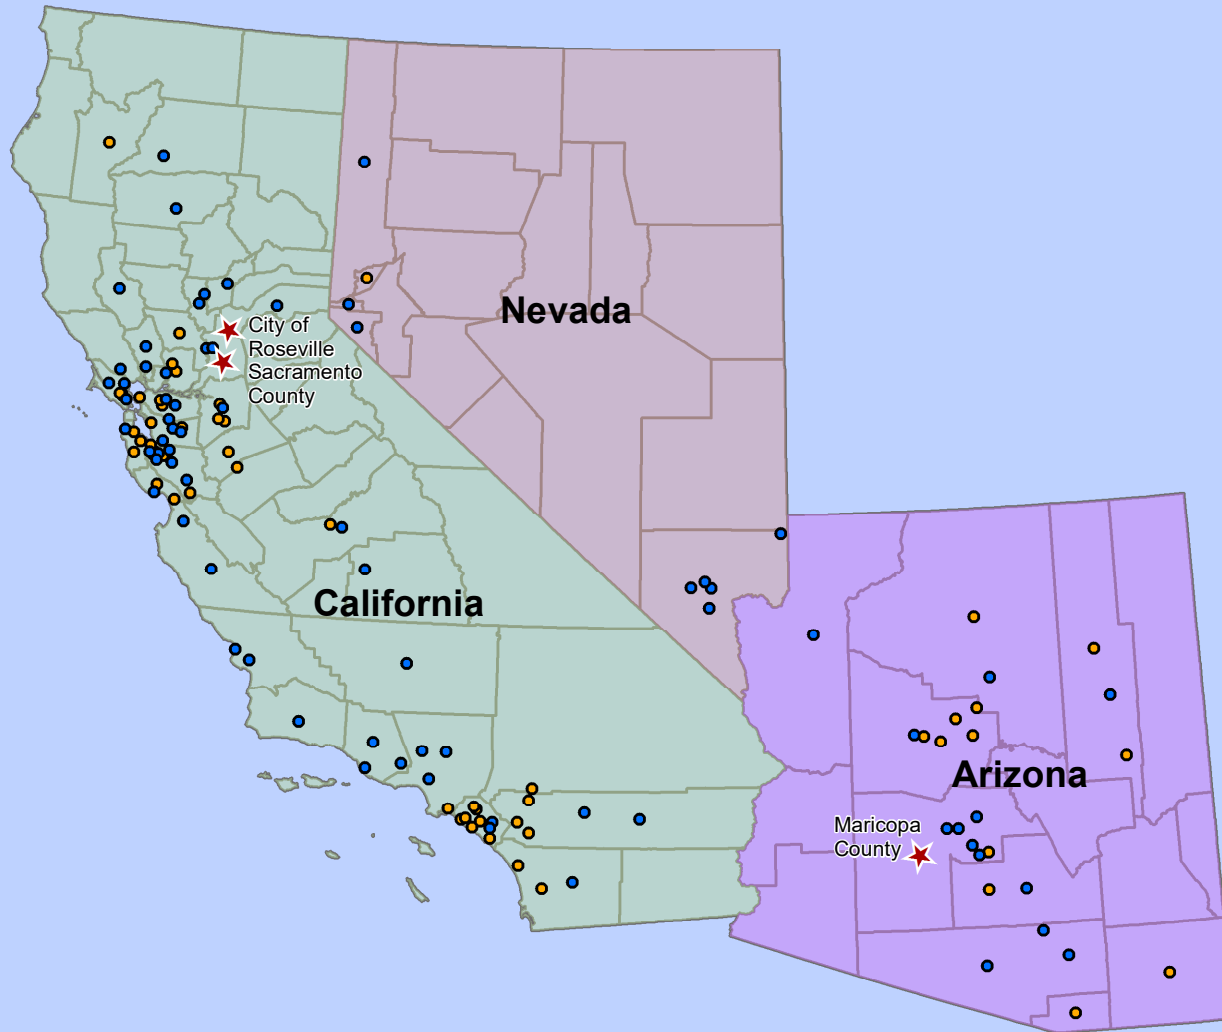 Nevada
City of
Roseville
Sacramento
County
California
Arizona
Maricopa
County